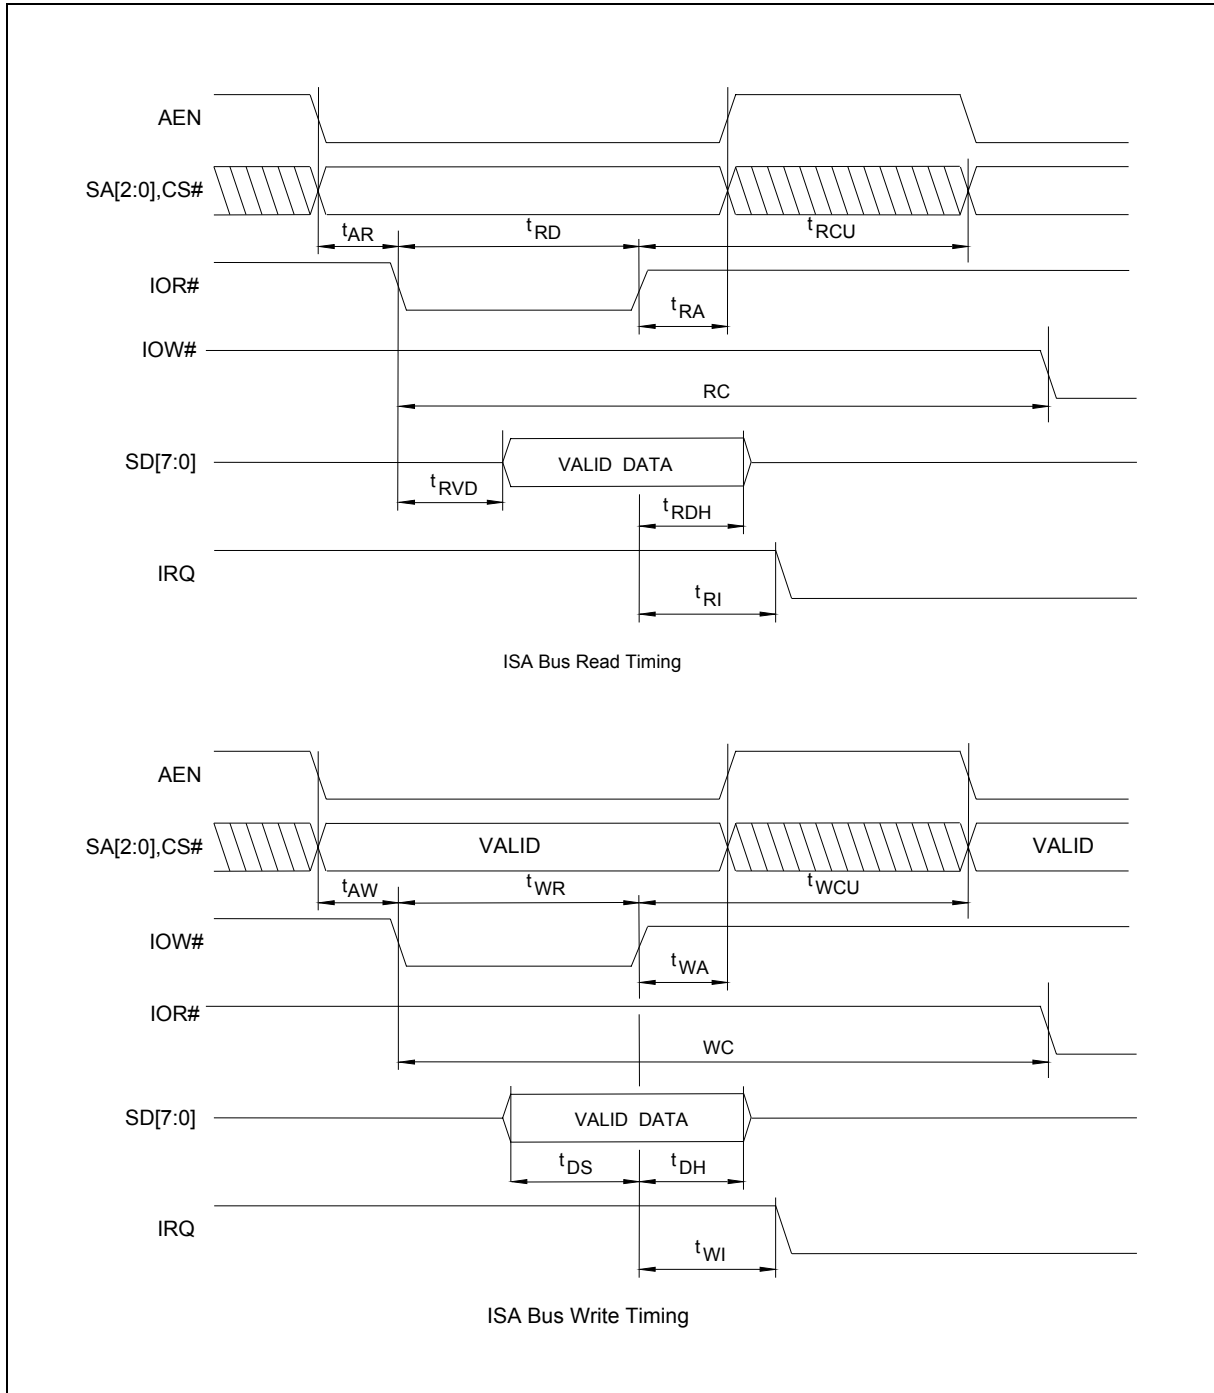 AEN
SA[2:0],CS#
tAR
tRD
tRCU
IOR#
tRA
IOW#
RC
SD[7:0]
VALID DATA
tRVD
tRDH
IRQ
tRI
ISA Bus Read Timing
AEN
SA[2:0],CS#
VALID
VALID
tAW
tWR
tWCU
IOW#
tWA
IOR#
WC
SD[7:0]
VALID DATA
tDS
tDH
IRQ
tWI
ISA Bus Write Timing